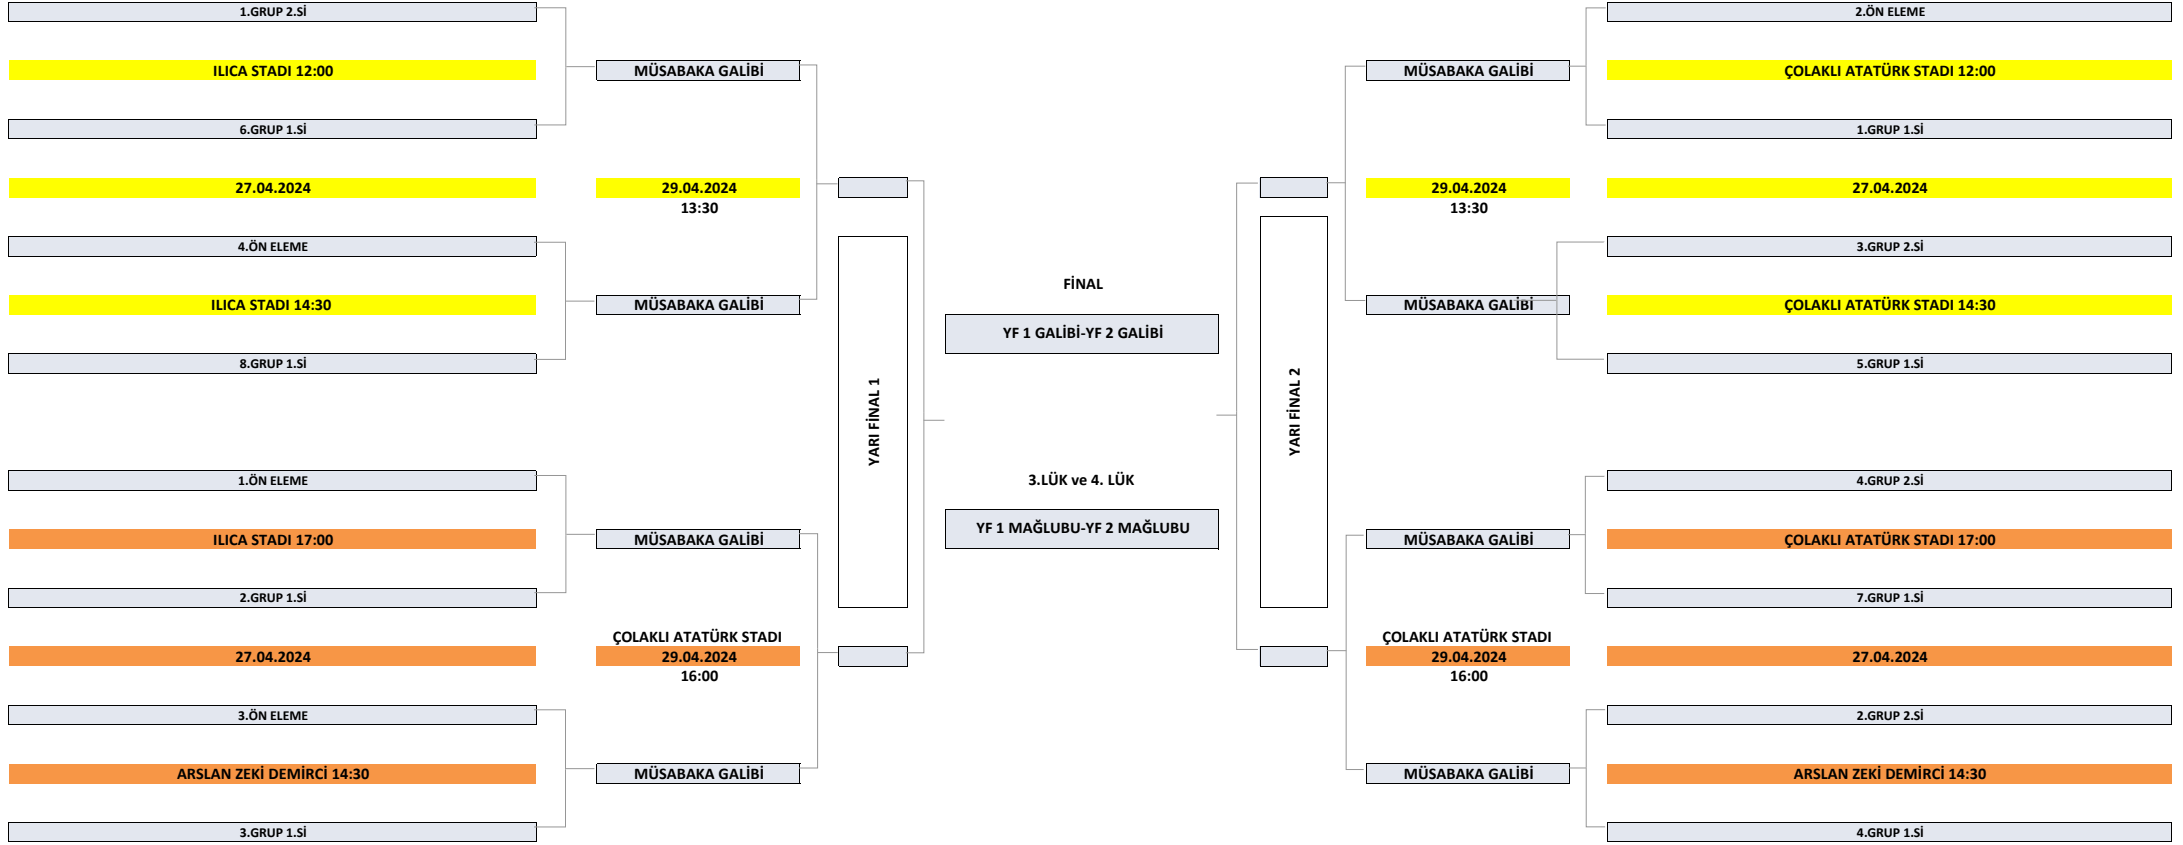 1.GRUP 2.Sİ
ILICA STADI 12:00
6.GRUP 1.Sİ
27.04.2024
4.ÖN ELEME
ILICA STADI 14:30
8.GRUP 1.Sİ
1.ÖN ELEME
ILICA STADI 17:00
2.GRUP 1.Sİ
27.04.2024
3.ÖN ELEME
ARSLAN ZEKİ DEMİRCİ 14:30
3.GRUP 1.Sİ
MÜSABAKA GALİBİ
29.04.2024
13:30
MÜSABAKA GALİBİ
MÜSABAKA GALİBİ
ÇOLAKLI ATATÜRK STADI
29.04.2024
16:00
MÜSABAKA GALİBİ
YARI FİNAL 1
FİNAL
YF 1 GALİBİ-YF 2 GALİBİ
3.LÜK ve 4. LÜK
YF 1 MAĞLUBU-YF 2 MAĞLUBU
YARI FİNAL 2
MÜSABAKA GALİBİ
29.04.2024
13:30
MÜSABAKA GALİBİ
MÜSABAKA GALİBİ
ÇOLAKLI ATATÜRK STADI
29.04.2024
16:00
MÜSABAKA GALİBİ
2.ÖN ELEME
ÇOLAKLI ATATÜRK STADI 12:00
1.GRUP 1.Sİ
27.04.2024
3.GRUP 2.Sİ
ÇOLAKLI ATATÜRK STADI 14:30
5.GRUP 1.Sİ
4.GRUP 2.Sİ
ÇOLAKLI ATATÜRK STADI 17:00
7.GRUP 1.Sİ
27.04.2024
2.GRUP 2.Sİ
ARSLAN ZEKİ DEMİRCİ 14:30
4.GRUP 1.Sİ